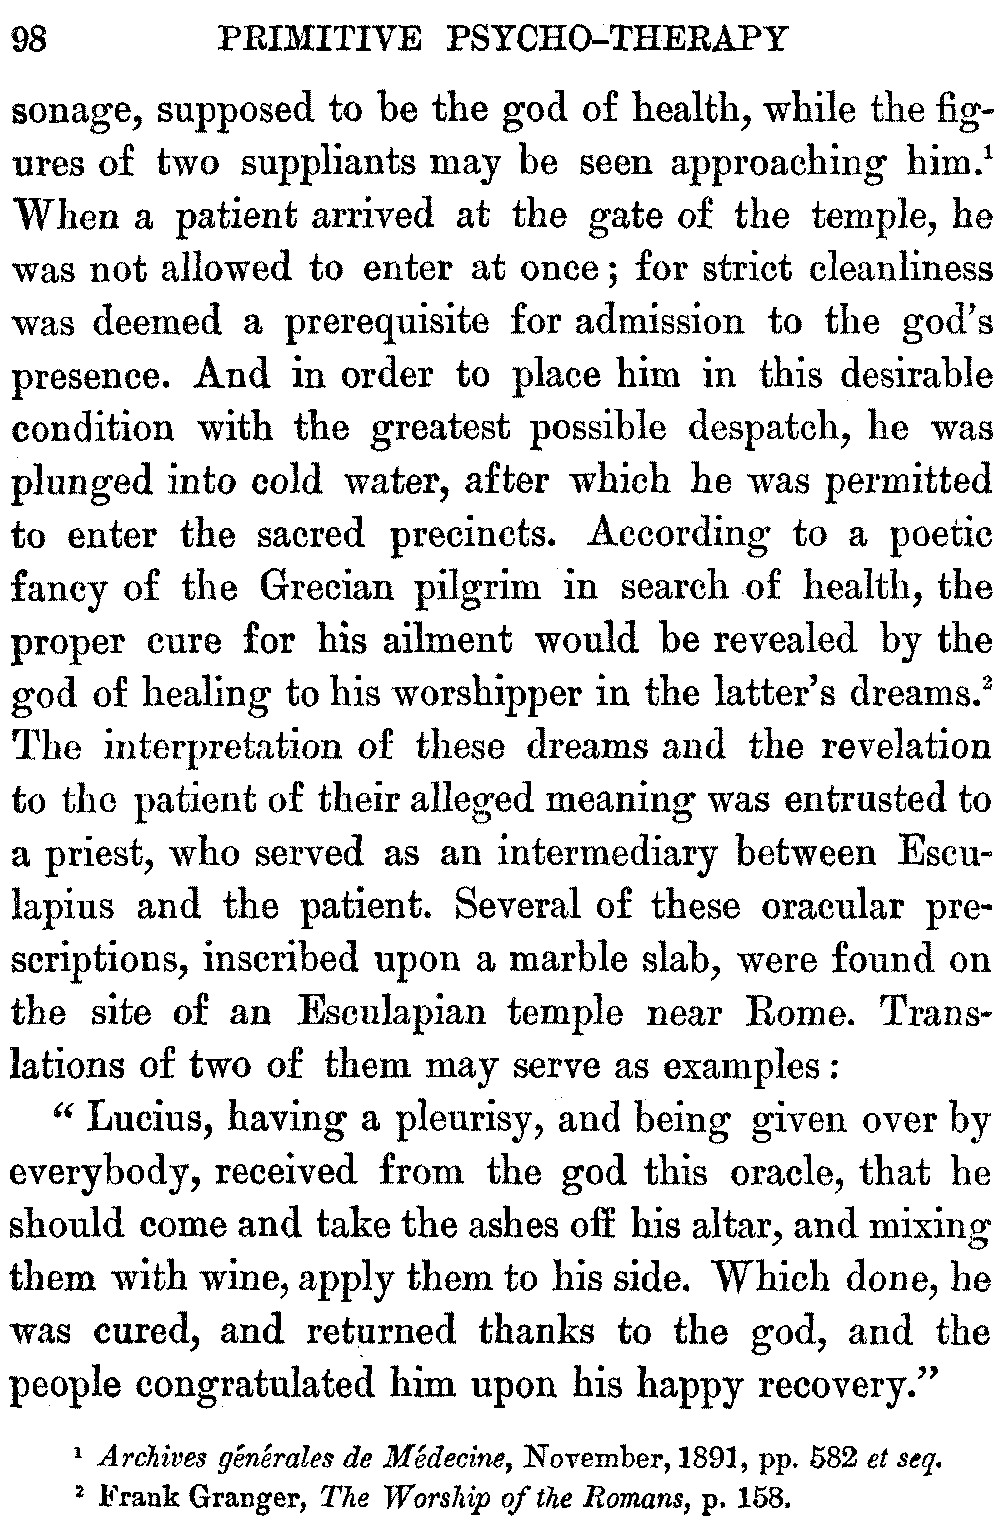 98 PRIMITIVE PSYCHO-THERAPY
sonage, supposed to be the god of health, while the fig-
ures of two suppliants may be seen approaching him.¹
When a patient arrived at the gate of the temple, he
was not allowed to enter at once; for strict cleanliness
was deemed a prerequisite for admission to the god's
presence. And in order to place him in this desirable
condition with the greatest possible despatch, he was
plunged into cold water, after which he was permitted
to enter the sacred precincts. According to a poetic
fancy of the Grecian pilgrim in search of health, the
proper cure for his ailment would be revealed by the
god of healing to his worshipper in the latter's dreams.²
The interpretation of these dreams and the revelation
to the patient of their alleged meaning was entrusted to
a priest, who served as an intermediary between Escu-
lapius and the patient. Several of these oracular pre-
scriptions, inscribed upon a marble slab, were found on
the site of an Esculapian temple near Rome. Trans-
lations of two of them may serve as examples:
"Lucius, having a pleurisy, and being given over by
everybody, received from the god this oracle, that he
should come and take the ashes off his altar, and mixing
them with wine, apply them to his side. Which done, he
was cured, and returned thanks to the god, and the
people congratulated him upon his happy recovery."
¹ Archives générales de Médecine, November, 1891, pp. 582 et seq.
² Frank Granger, The Worship of the Romans, p. 158.